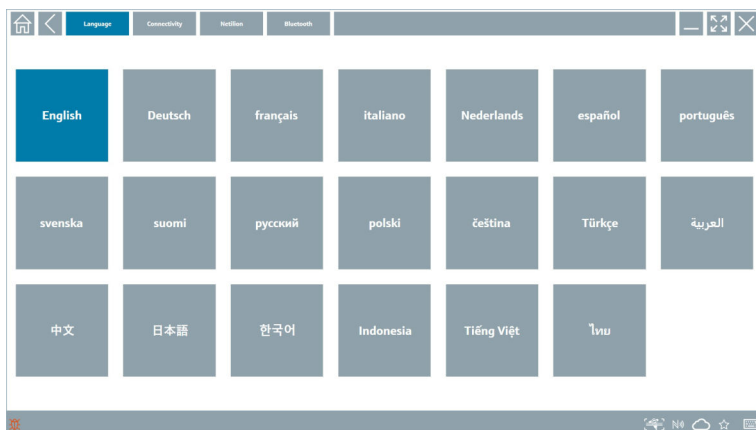 Language Connectivity Netilion Bluetooth
English Deutsch français italiano Nederlands español português
svenska suomi русский polski čeština Türkçe العربية
中文 日本語 한국어 Indonesia Tiếng Việt ไทย